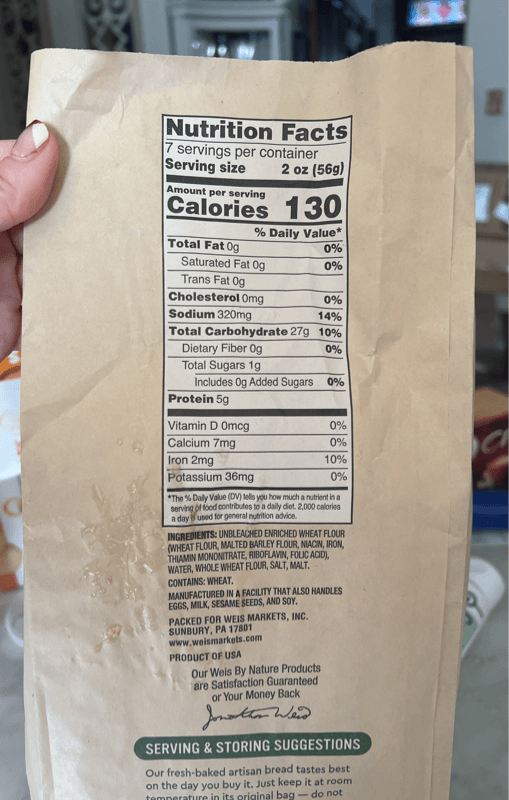 Nutrition Facts
7 servings per container
Serving size 2 oz (56g)
Amount per serving
Calories 130
% Daily Value*
Total Fat 0g 0%
Saturated Fat 0g 0%
Trans Fat 0g
Cholesterol 0mg 0%
Sodium 320mg 14%
Total Carbohydrate 27g 10%
Dietary Fiber 0g 0%
Total Sugars 1g
Includes 0g Added Sugars 0%
Protein 5g
Vitamin D 0mcg 0%
Calcium 7mg 0%
Iron 2mg 10%
Potassium 36mg 0%
*The % Daily Value (DV) tells you how much a nutrient in a
serving of food contributes to a daily diet. 2,000 calories
a day is used for general nutrition advice.
INGREDIENTS: UNBLEACHED ENRICHED WHEAT FLOUR
(WHEAT FLOUR, MALTED BARLEY FLOUR, NIACIN, IRON,
THIAMIN MONONITRATE, RIBOFLAVIN, FOLIC ACID),
WATER, WHOLE WHEAT FLOUR, SALT, MALT.
CONTAINS: WHEAT.
MANUFACTURED IN A FACILITY THAT ALSO HANDLES
EGGS, MILK, SESAME SEEDS, AND SOY.
PACKED FOR WEIS MARKETS, INC.
SUNBURY, PA 17801
www.weismarkets.com
PRODUCT OF USA
Our Weis By Nature Products
are Satisfaction Guaranteed
or Your Money Back
Jonathan Weis
SERVING & STORING SUGGESTIONS
Our fresh-baked artisan bread tastes best
on the day you buy it. Just keep it at room
temperature in its original bag — do not